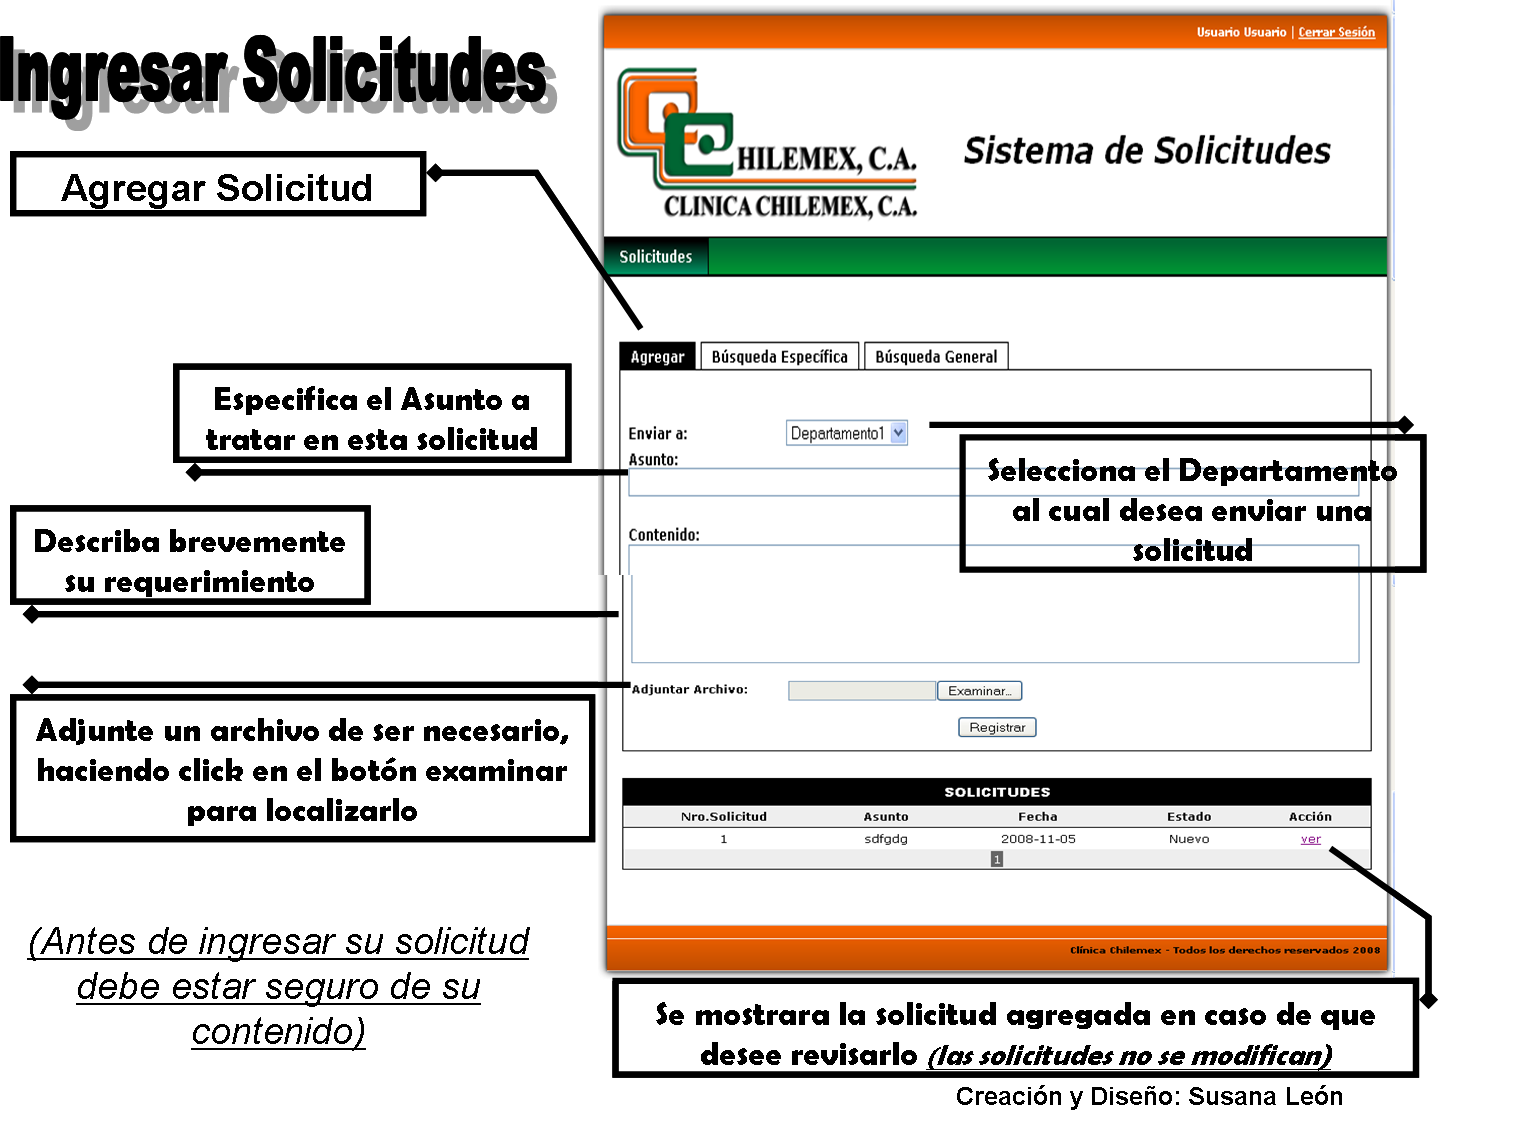 Ingresar Solicitudes
Usuario Usuario | Cerrar Sesión
HILEMEX, C.A.
CLINICA CHILEMEX, C.A.
Sistema de Solicitudes
Agregar Solicitud
Solicitudes
Agregar
Búsqueda Específica
Búsqueda General
Especifica el Asunto a
tratar en esta solicitud
Enviar a:
Departamento1
Asunto:
Selecciona el Departamento
al cual desea enviar una
solicitud
Describa brevemente
su requerimiento
Contenido:
Adjuntar Archivo:
Examinar...
Registrar
Adjunte un archivo de ser necesario,
haciendo click en el botón examinar
para localizarlo
SOLICITUDES
Nro.Solicitud Asunto Fecha Estado Acción
1 sdfgdg 2008-11-05 Nuevo ver
1
(Antes de ingresar su solicitud
debe estar seguro de su
contenido)
Clínica Chilemex - Todos los derechos reservados 2008
Se mostrara la solicitud agregada en caso de que
desee revisarlo (las solicitudes no se modifican)
Creación y Diseño: Susana León